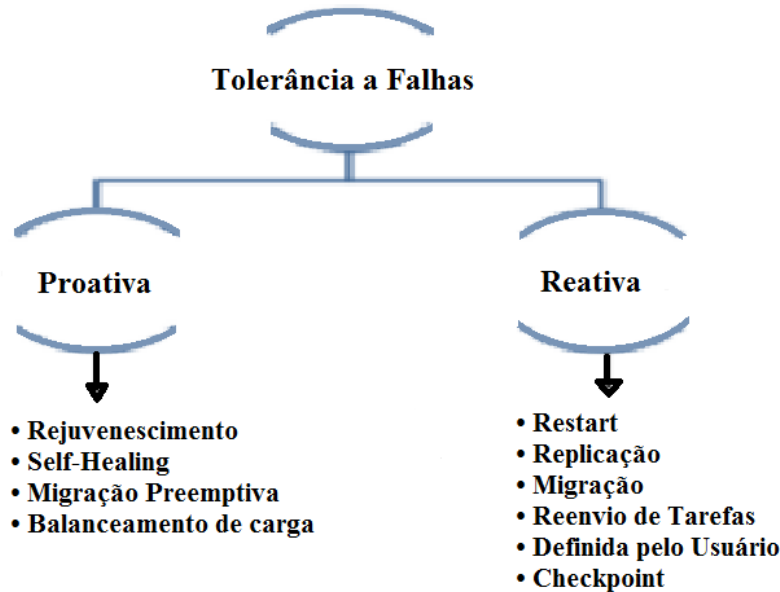 Tolerância a Falhas
Proativa
• Rejuvenescimento
• Self-Healing
• Migração Preemptiva
• Balanceamento de carga
Reativa
• Restart
• Replicação
• Migração
• Reenvio de Tarefas
• Definida pelo Usuário
• Checkpoint